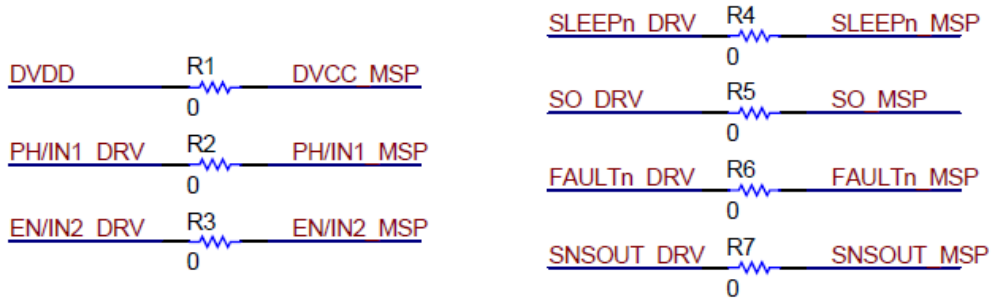 DVDD R1 DVCC_MSP
0
PH/IN1_DRV R2 PH/IN1_MSP
0
EN/IN2_DRV R3 EN/IN2_MSP
0
SLEEPn_DRV R4 SLEEPn_MSP
0
SO_DRV R5 SO_MSP
0
FAULTn_DRV R6 FAULTn_MSP
0
SNSOUT_DRV R7 SNSOUT_MSP
0